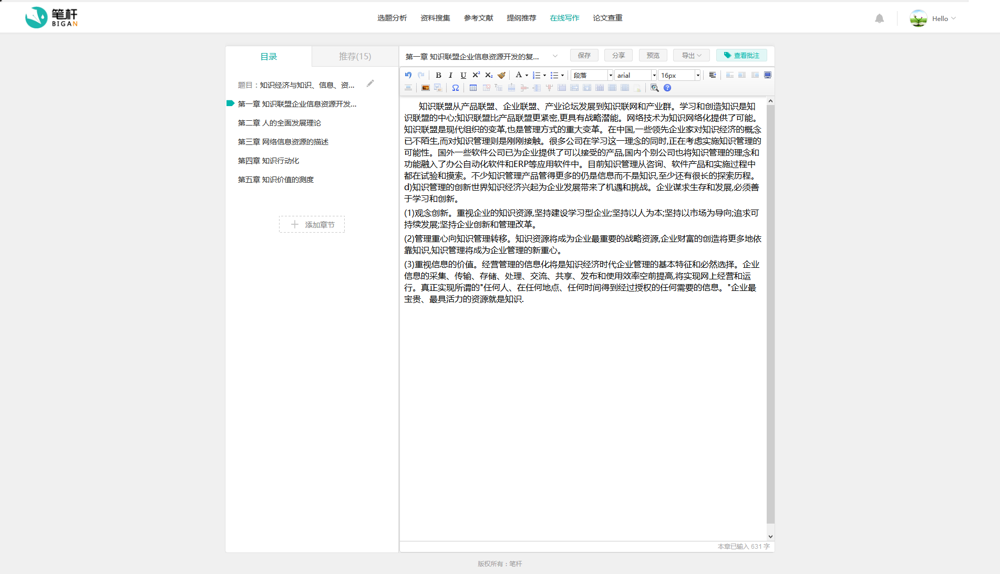 笔杆
BIGAN
选题分析 资料搜集 参考文献 提纲推荐 在线写作 论文查重
Hello
目录
推荐(15)
题目：知识经济与知识、信息、资...
第一章 知识联盟企业信息资源开发...
第二章 人的全面发展理论
第三章 网络信息资源的描述
第四章 知识行动化
第五章 知识价值的测度
添加章节
第一章 知识联盟企业信息资源开发的复...
保存 分享 预览 导出 查看批注
段落 arial 16px
知识联盟从产品联盟、企业联盟、产业论坛发展到知识联网和产业群。学习和创造知识是知
识联盟的中心;知识联盟比产品联盟更紧密,更具有战略潜能。网络技术为知识网络化提供了可能。
知识联盟是现代组织的变革,也是管理方式的重大变革。在中国,一些领先企业家对知识经济的概念
已不陌生,而对知识管理则是刚刚接触。很多公司在学习这一理念的同时,正在考虑实施知识管理的
可能性。国外一些软件公司已为企业提供了可以接受的产品,国内个别公司也将知识管理的理念和
功能融入了办公自动化软件和ERP等应用软件中。目前知识管理从咨询、软件产品和实施过程中
都在试验和摸索。不少知识管理产品管得更多的仍是信息而不是知识,至少还有很长的探索历程。
d)知识管理的创新世界知识经济兴起为企业发展带来了机遇和挑战。企业谋求生存和发展,必须善
于学习和创新。
(1)观念创新。重视企业的知识资源,坚持建设学习型企业;坚持以人为本;坚持以市场为导向;追求可
持续发展;坚持企业创新和管理改革。
(2)管理重心向知识管理转移。知识资源将成为企业最重要的战略资源,企业财富的创造将更多地依
靠知识,知识管理将成为企业管理的新重心。
(3)重视信息的价值。经营管理的信息化将是知识经济时代企业管理的基本特征和必然选择。企业
信息的采集、传输、存储、处理、交流、共享、发布和使用效率空前提高,将实现网上经营和运
行。真正实现所谓的"任何人、在任何地点、任何时间得到经过授权的任何需要的信息。"企业最
宝贵、最具活力的资源就是知识.
本章已输入 631 字
版权所有：笔杆